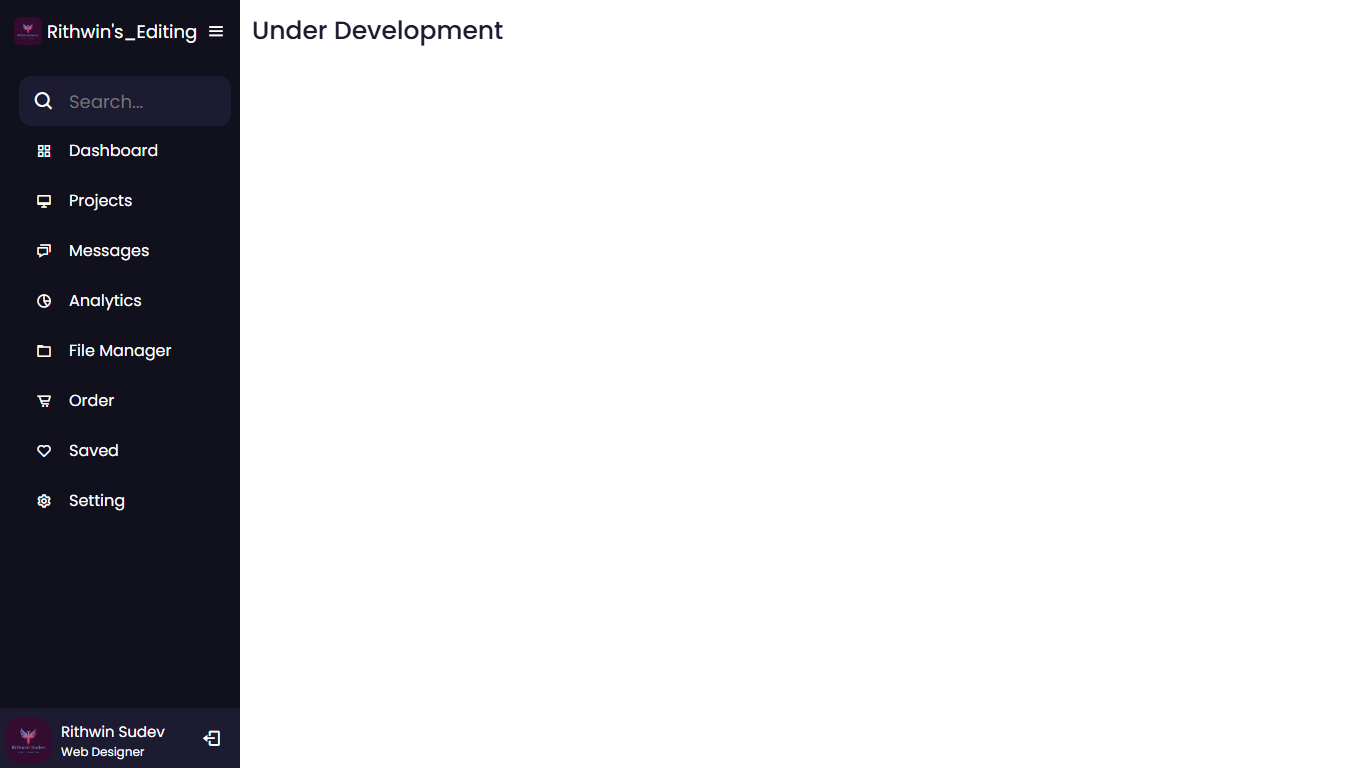 Rithwin's_Editing
Search...
Dashboard
Projects
Messages
Analytics
File Manager
Order
Saved
Setting
Rithwin Sudev
Web Designer
Under Development